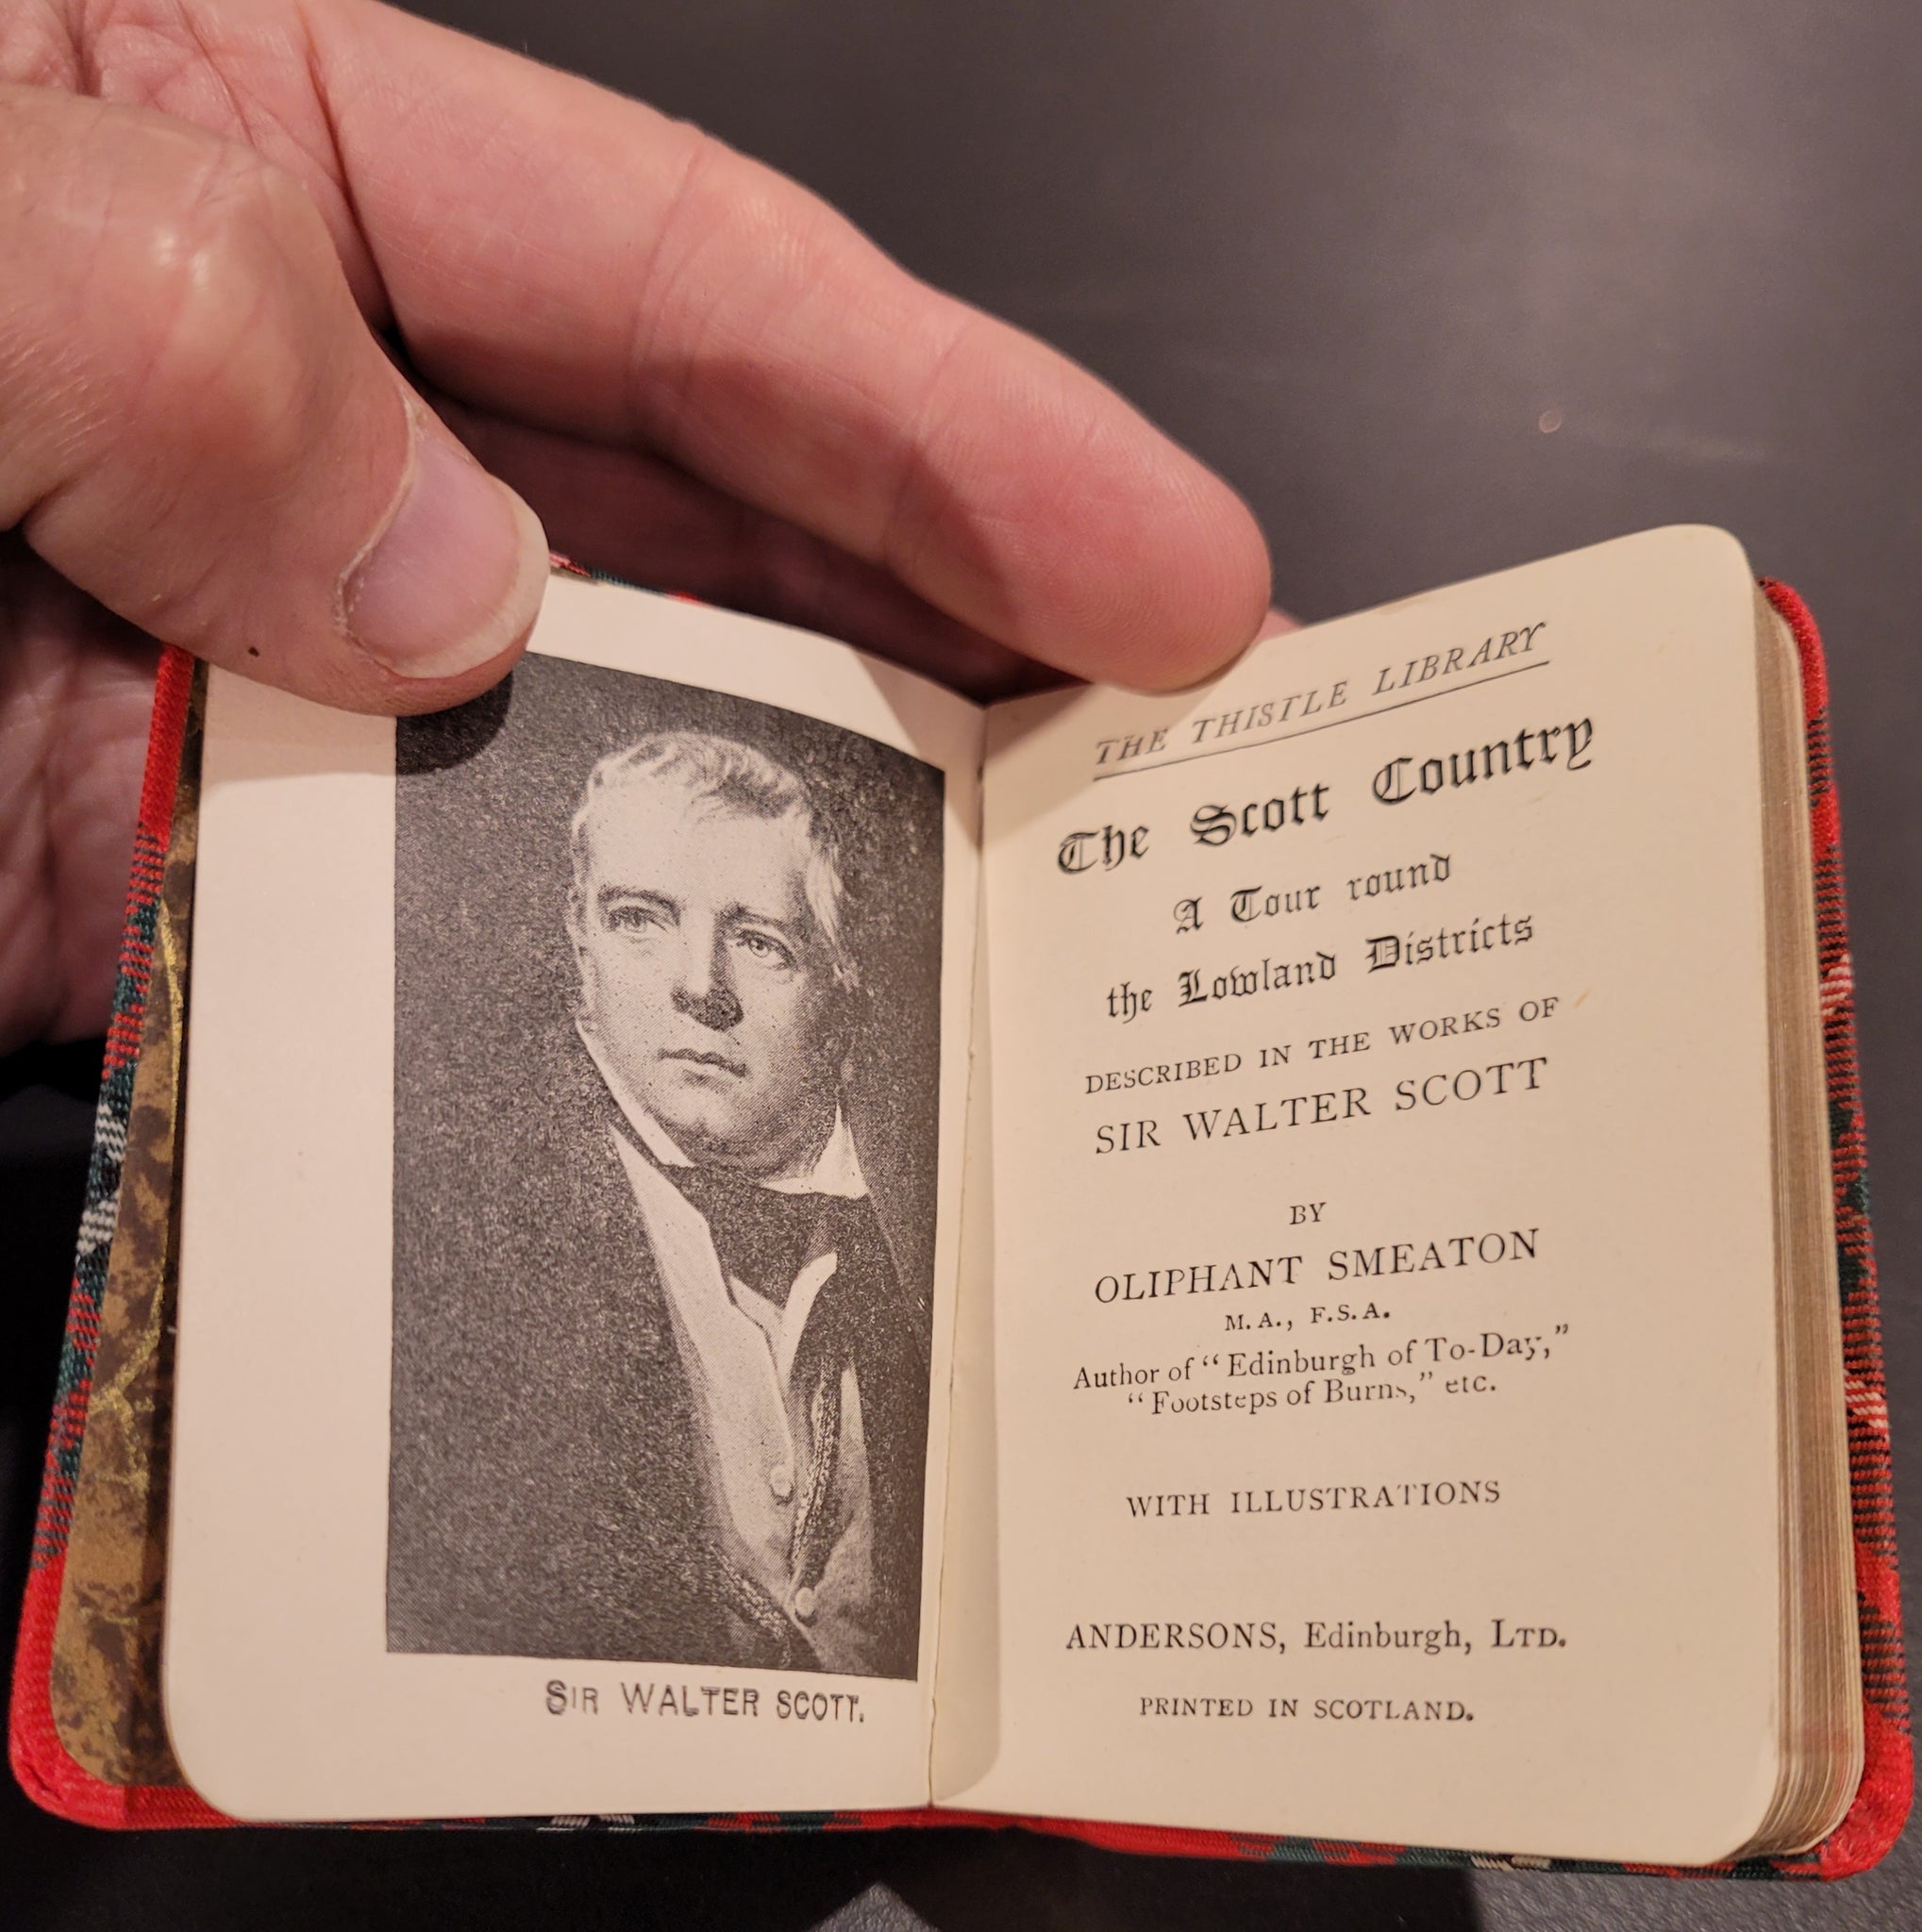 SIR WALTER SCOTT.
THE THISTLE LIBRARY
The Scott Country
A Tour round
the Lowland Districts
DESCRIBED IN THE WORKS OF
SIR WALTER SCOTT
BY
OLIPHANT SMEATON
M.A., F.S.A.
Author of “Edinburgh of To-Day,”
“Footsteps of Burns,” etc.
WITH ILLUSTRATIONS
ANDERSONS, Edinburgh, LTD.
PRINTED IN SCOTLAND.